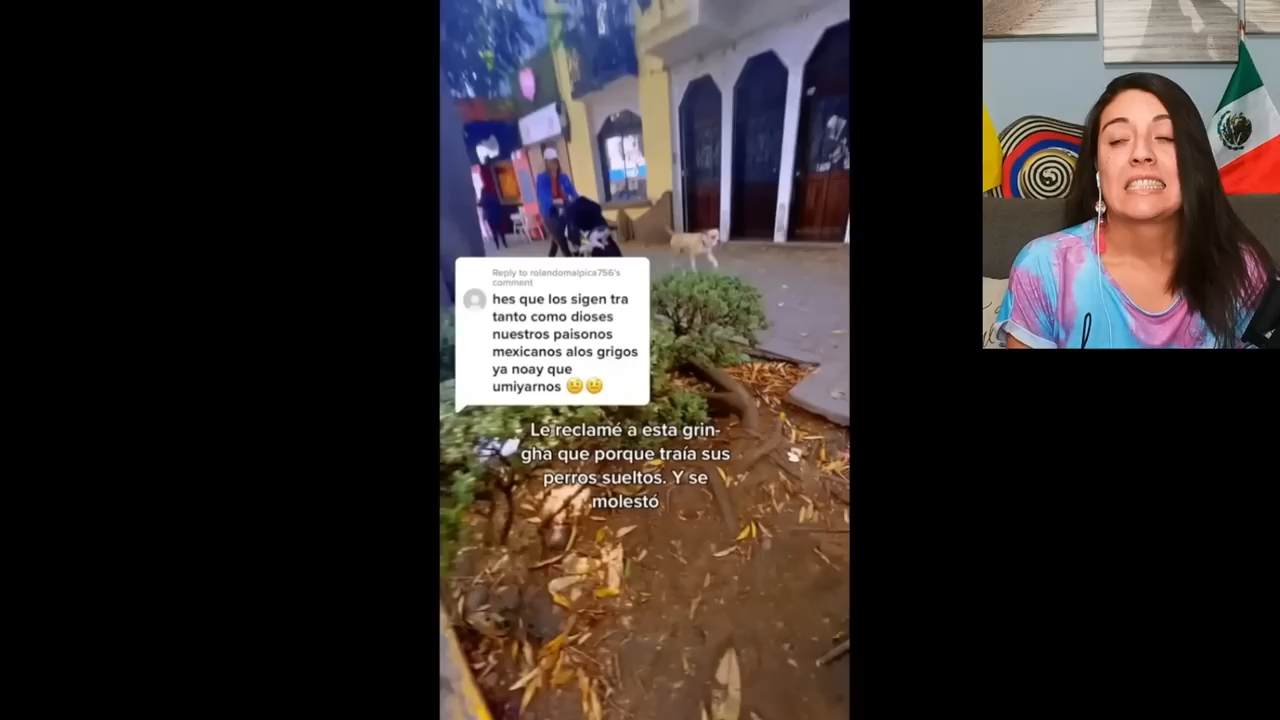 Reply to rolandomalpica756's
comment
hes que los sigen tra
tanto como dioses
nuestros paisonos
mexicanos alos grigos
ya noay que
umiyarnos 😉😉
Le reclamé a esta grin-
gha que porque traía sus
perros sueltos. Y se
molestó